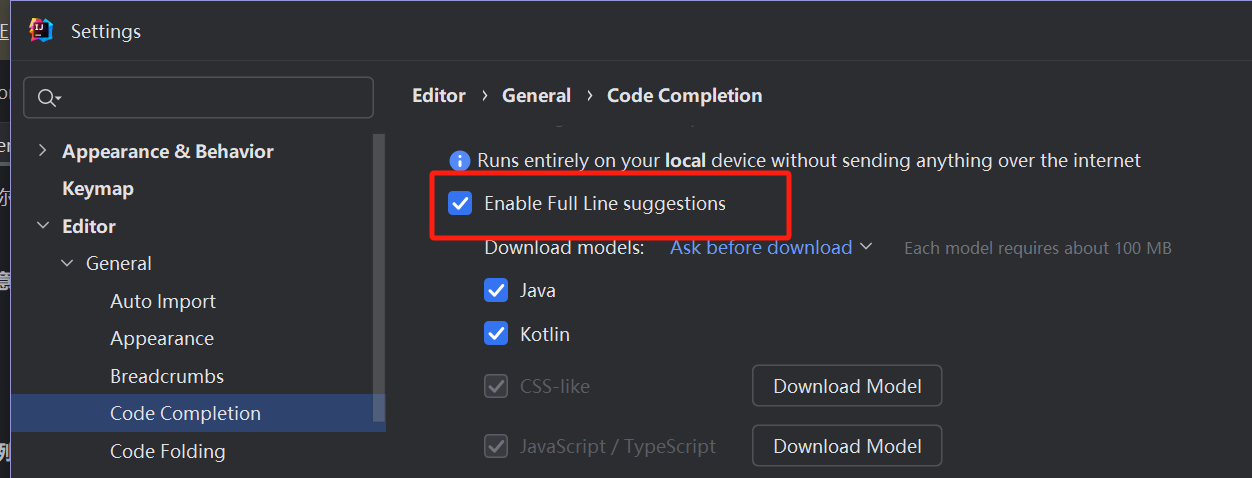 Settings
Editor › General › Code Completion
Appearance & Behavior
Keymap
Editor
General
Auto Import
Appearance
Breadcrumbs
Code Completion
Code Folding
Runs entirely on your local device without sending anything over the internet
Enable Full Line suggestions
Download models: Ask before download Each model requires about 100 MB
Java
Kotlin
CSS-like Download Model
JavaScript / TypeScript Download Model